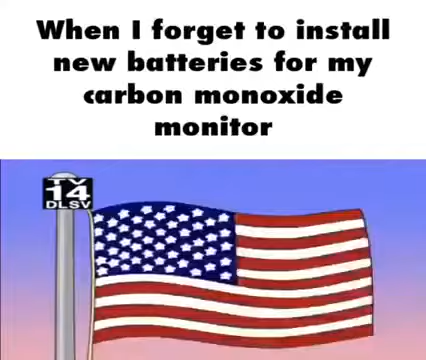 When I forget to install
new batteries for my
carbon monoxide
monitor
TV
14
DLSV